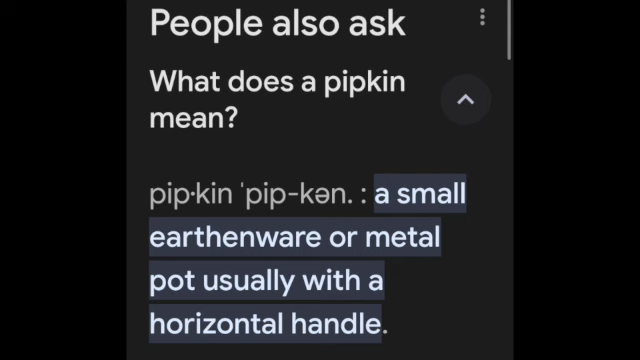 People also ask
What does a pipkin
mean?
pip·kin ˈpip-kən. : a small
earthenware or metal
pot usually with a
horizontal handle.